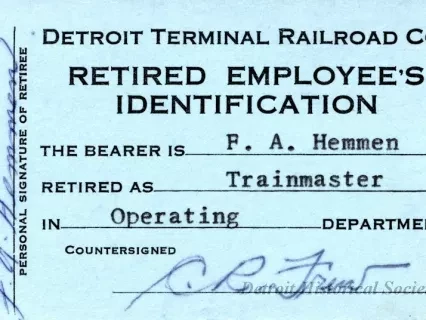 DETROIT TERMINAL RAILROAD CO
RETIRED EMPLOYEE'S
IDENTIFICATION
THE BEARER IS F. A. Hemmen
RETIRED AS Trainmaster
IN Operating DEPARTME
COUNTERSIGNED
Detroit Historical Socie
PERSONAL SIGNATURE OF RETIREE
F. A. Hemmen